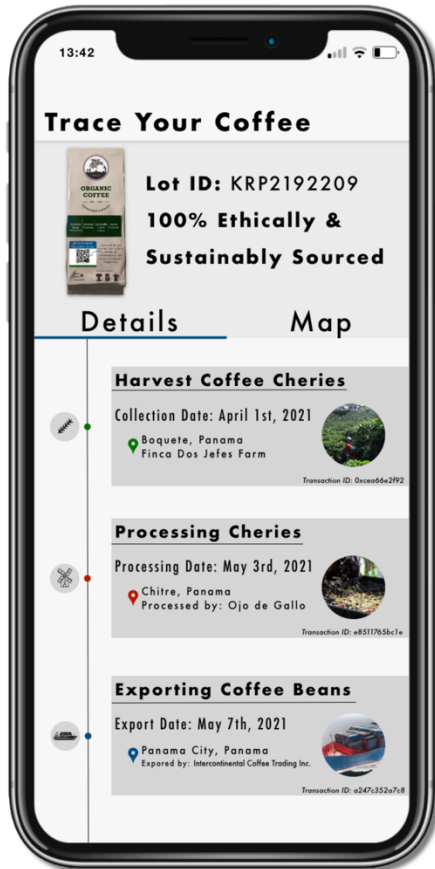 13:42
Trace Your Coffee
ORGANIC
COFFEE
Lot ID: KRP2192209
100% Ethically &
Sustainably Sourced
Details Map
Harvest Coffee Cheries
Collection Date: April 1st, 2021
Boquete, Panama
Finca Dos Jefes Farm
Transaction ID: 0xcea66e2f92
Processing Cheries
Processing Date: May 3rd, 2021
Chitre, Panama
Processed by: Ojo de Gallo
Transaction ID: e8511765bc1e
Exporting Coffee Beans
Export Date: May 7th, 2021
Panama City, Panama
Expored by: Intercontinental Coffee Trading Inc.
Transaction ID: a247c352a7c8